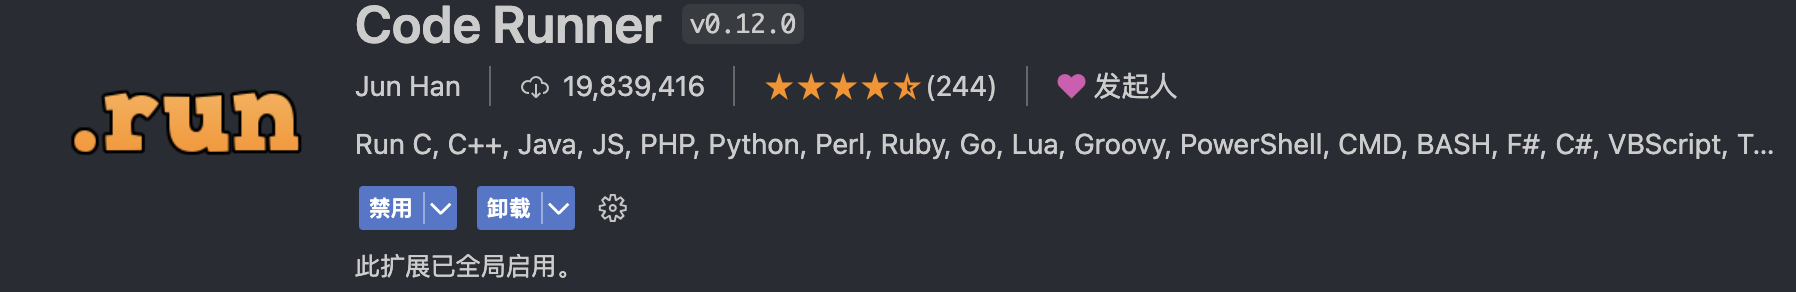 Code Runner v0.12.0
.run
Jun Han 19,839,416 (244) 发起人
Run C, C++, Java, JS, PHP, Python, Perl, Ruby, Go, Lua, Groovy, PowerShell, CMD, BASH, F#, C#, VBScript, T...
禁用 卸载
此扩展已全局启用。